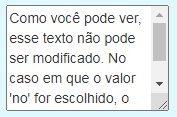 Como você pode ver,
esse texto não pode
ser modificado. No
caso em que o valor
'no' for escolhido, o